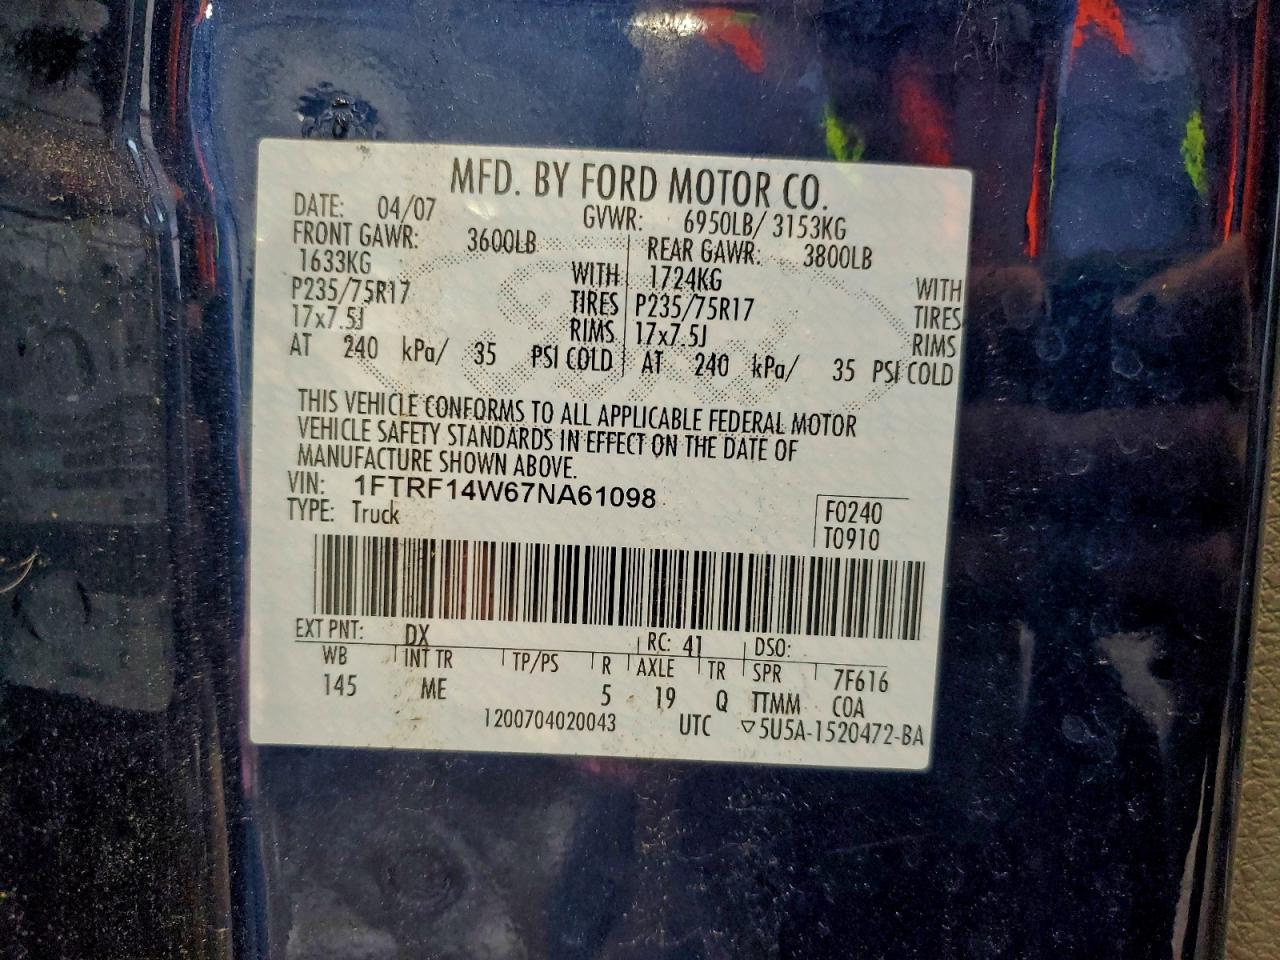 MFD. BY FORD MOTOR CO.
DATE: 04/07 GVWR: 6950LB/ 3153KG
FRONT GAWR: 3600LB REAR GAWR: 3800LB
1633KG WITH 1724KG WITH
P235/75R17 TIRES P235/75R17 TIRES
17x7.5J RIMS 17x7.5J RIMS
AT 240 kPa/ 35 PSI COLD AT 240 kPa/ 35 PSI COLD
THIS VEHICLE CONFORMS TO ALL APPLICABLE FEDERAL MOTOR
VEHICLE SAFETY STANDARDS IN EFFECT ON THE DATE OF
MANUFACTURE SHOWN ABOVE.
VIN: 1FTRF14W67NA61098
TYPE: Truck
F0240
T0910
EXT PNT: DX RC: 41 DSO:
WB INT TR TP/PS R AXLE TR SPR 7F616
145 ME 5 19 Q TTMM COA
1200704020043 UTC ▽5U5A-1520472-BA